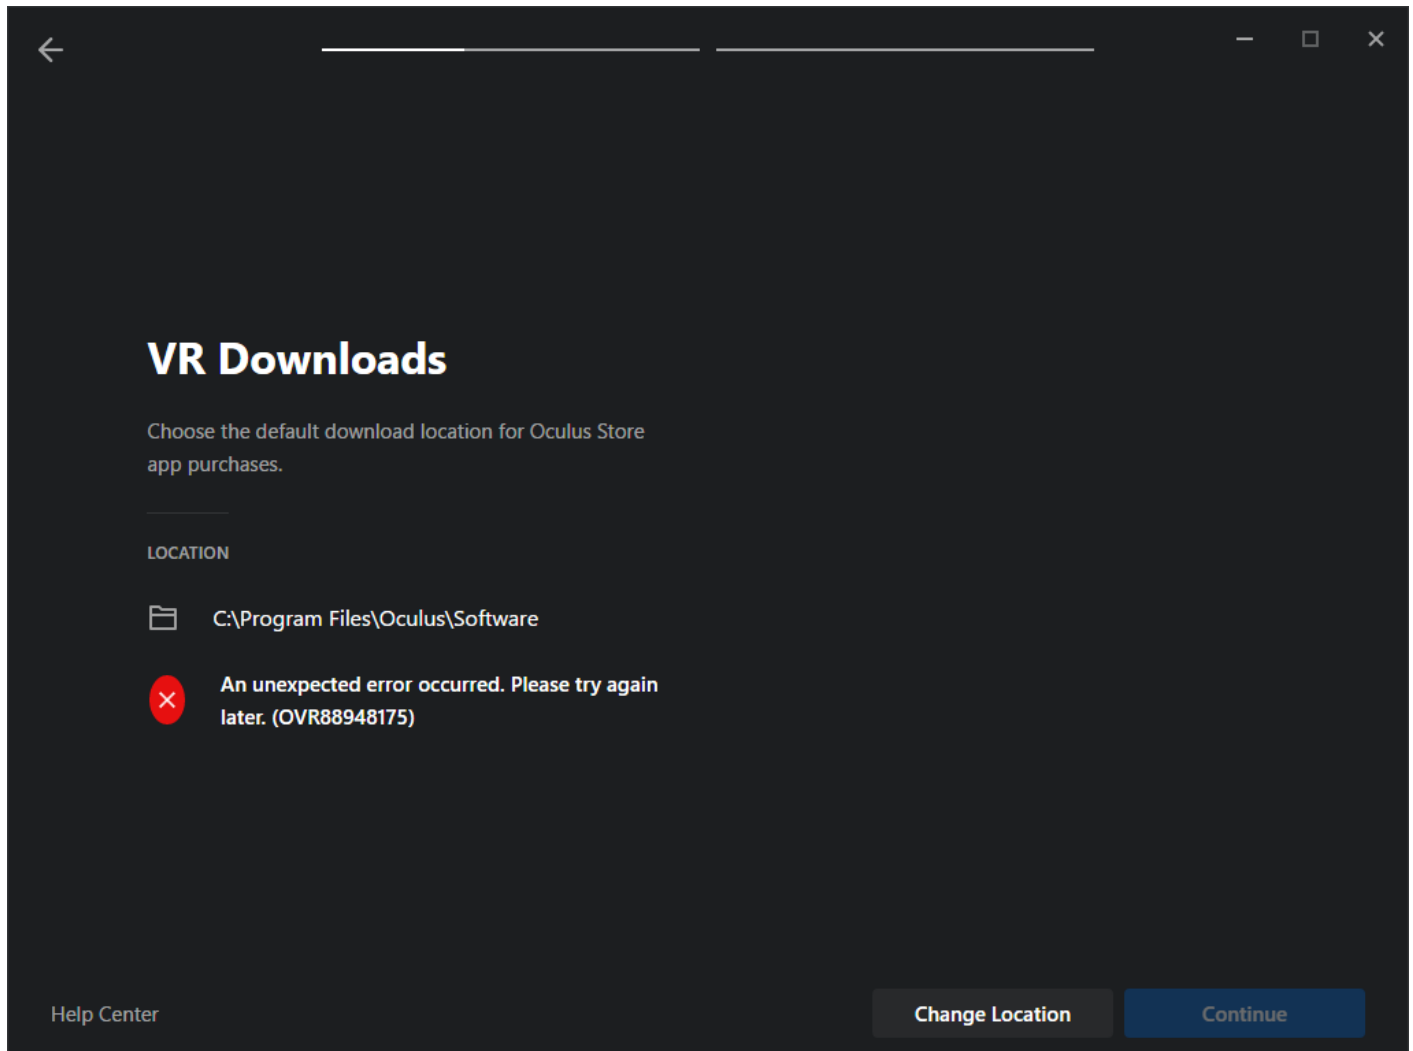 VR Downloads
Choose the default download location for Oculus Store
app purchases.
LOCATION
C:\Program Files\Oculus\Software
An unexpected error occurred. Please try again
later. (OVR88948175)
Help Center
Change Location
Continue